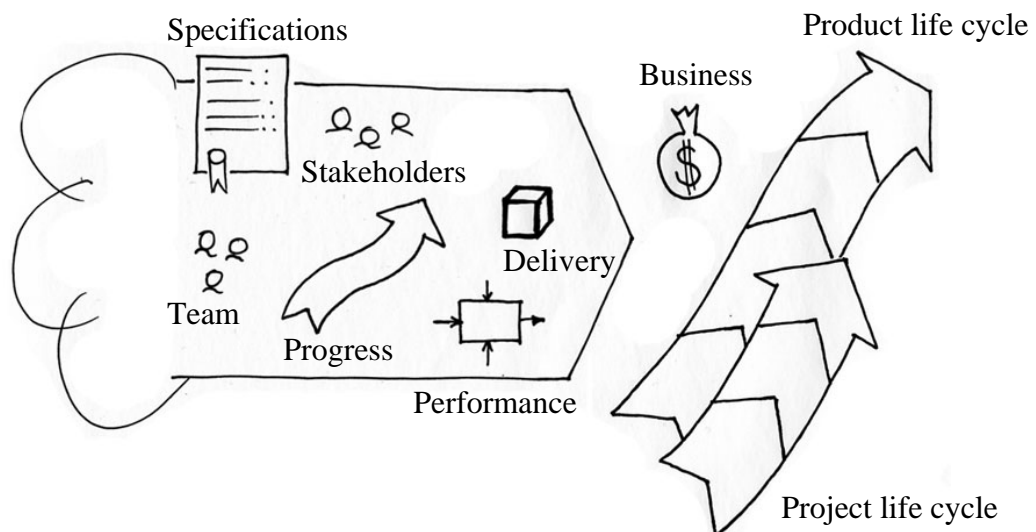 Specifications
Product life cycle
Business
$
Stakeholders
Delivery
Team
Progress
Performance
Project life cycle